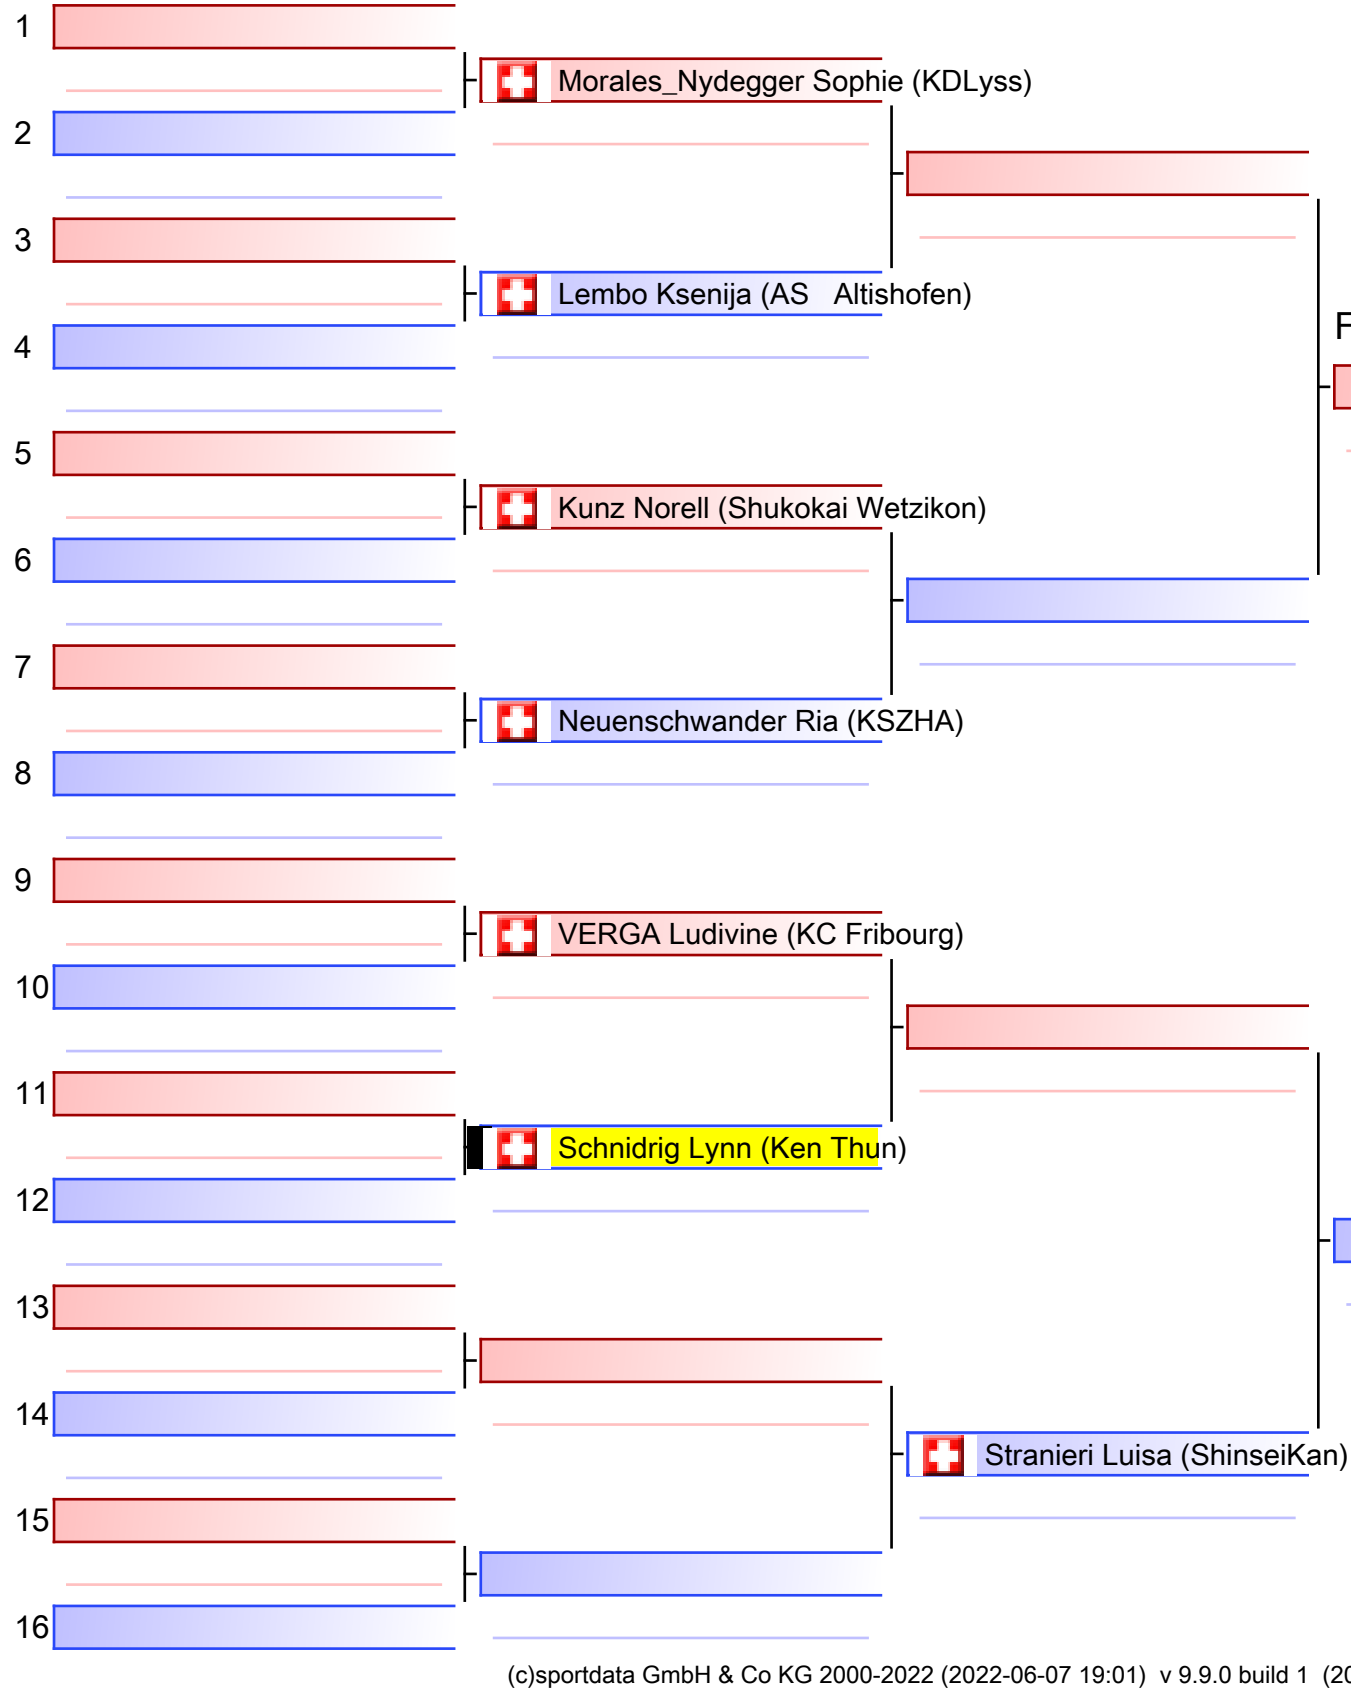 1
Morales_Nydegger Sophie (KDLyss)
2
3
Lembo Ksenija (AS Altishofen)
4
F
5
Kunz Norell (Shukokai Wetzikon)
6
7
Neuenschwander Ria (KSZHA)
8
9
VERGA Ludivine (KC Fribourg)
10
11
Schnidrig Lynn (Ken Thun)
12
13
14
Stranieri Luisa (ShinseiKan)
15
16
(c)sportdata GmbH & Co KG 2000-2022 (2022-06-07 19:01) v 9.9.0 build 1 (20